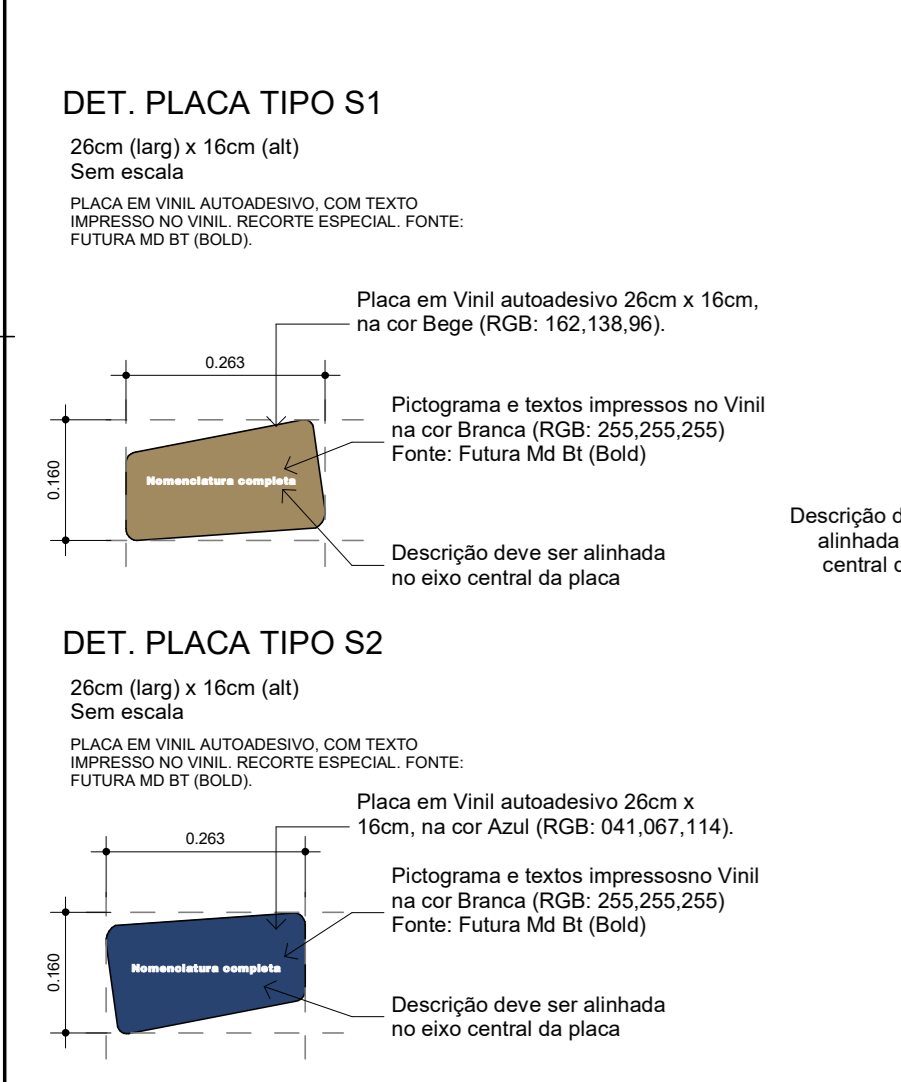 DET. PLACA TIPO S1
26cm (larg) x 16cm (alt)
Sem escala
PLACA EM VINIL AUTOADESIVO, COM TEXTO
IMPRESSO NO VINIL. RECORTE ESPECIAL. FONTE:
FUTURA MD BT (BOLD).
Placa em Vinil autoadesivo 26cm x 16cm,
na cor Bege (RGB: 162,138,96).
0.263
Pictograma e textos impressos no Vinil
na cor Branca (RGB: 255,255,255)
Fonte: Futura Md Bt (Bold)
0.160
Nomenclatura completa
Descrição deve ser alinhada
no eixo central da placa
Descrição d
alinhada
central
DET. PLACA TIPO S2
26cm (larg) x 16cm (alt)
Sem escala
PLACA EM VINIL AUTOADESIVO, COM TEXTO
IMPRESSO NO VINIL. RECORTE ESPECIAL. FONTE:
FUTURA MD BT (BOLD).
Placa em Vinil autoadesivo 26cm x
16cm, na cor Azul (RGB: 041,067,114).
0.263
Pictograma e textos impressosno Vinil
na cor Branca (RGB: 255,255,255)
Fonte: Futura Md Bt (Bold)
0.160
Nomenclatura completa
Descrição deve ser alinhada
no eixo central da placa